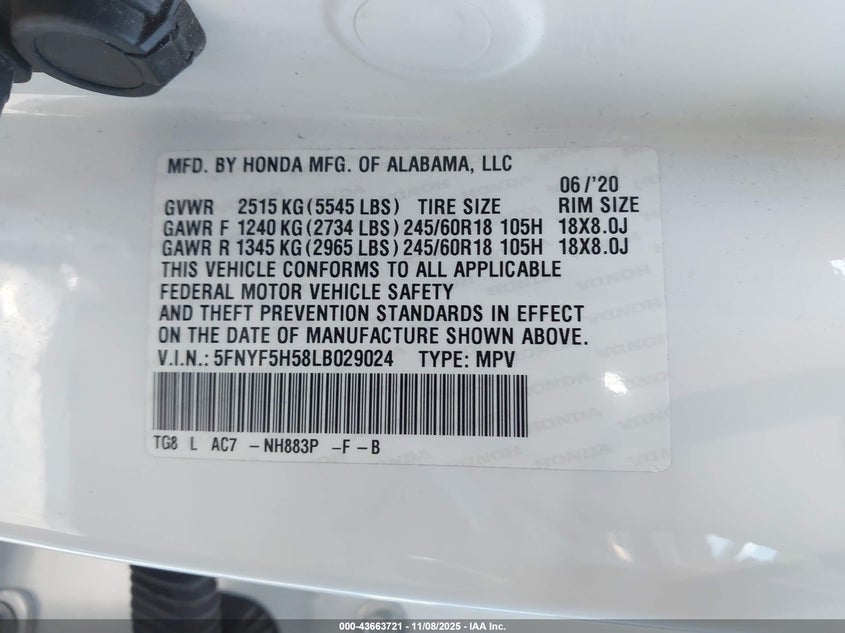 MFD. BY HONDA MFG. OF ALABAMA, LLC
06/'20
GVWR 2515 KG (5545 LBS) TIRE SIZE RIM SIZE
GAWR F 1240 KG (2734 LBS) 245/60R18 105H 18X8.0J
GAWR R 1345 KG (2965 LBS) 245/60R18 105H 18X8.0J
THIS VEHICLE CONFORMS TO ALL APPLICABLE
FEDERAL MOTOR VEHICLE SAFETY
AND THEFT PREVENTION STANDARDS IN EFFECT
ON THE DATE OF MANUFACTURE SHOWN ABOVE.
V.I.N.: 5FNYF5H58LB029024 TYPE: MPV
TG8 L AC7 -NH883P -F -B
000-43663721 - 11/08/2025 - © IAA Inc.